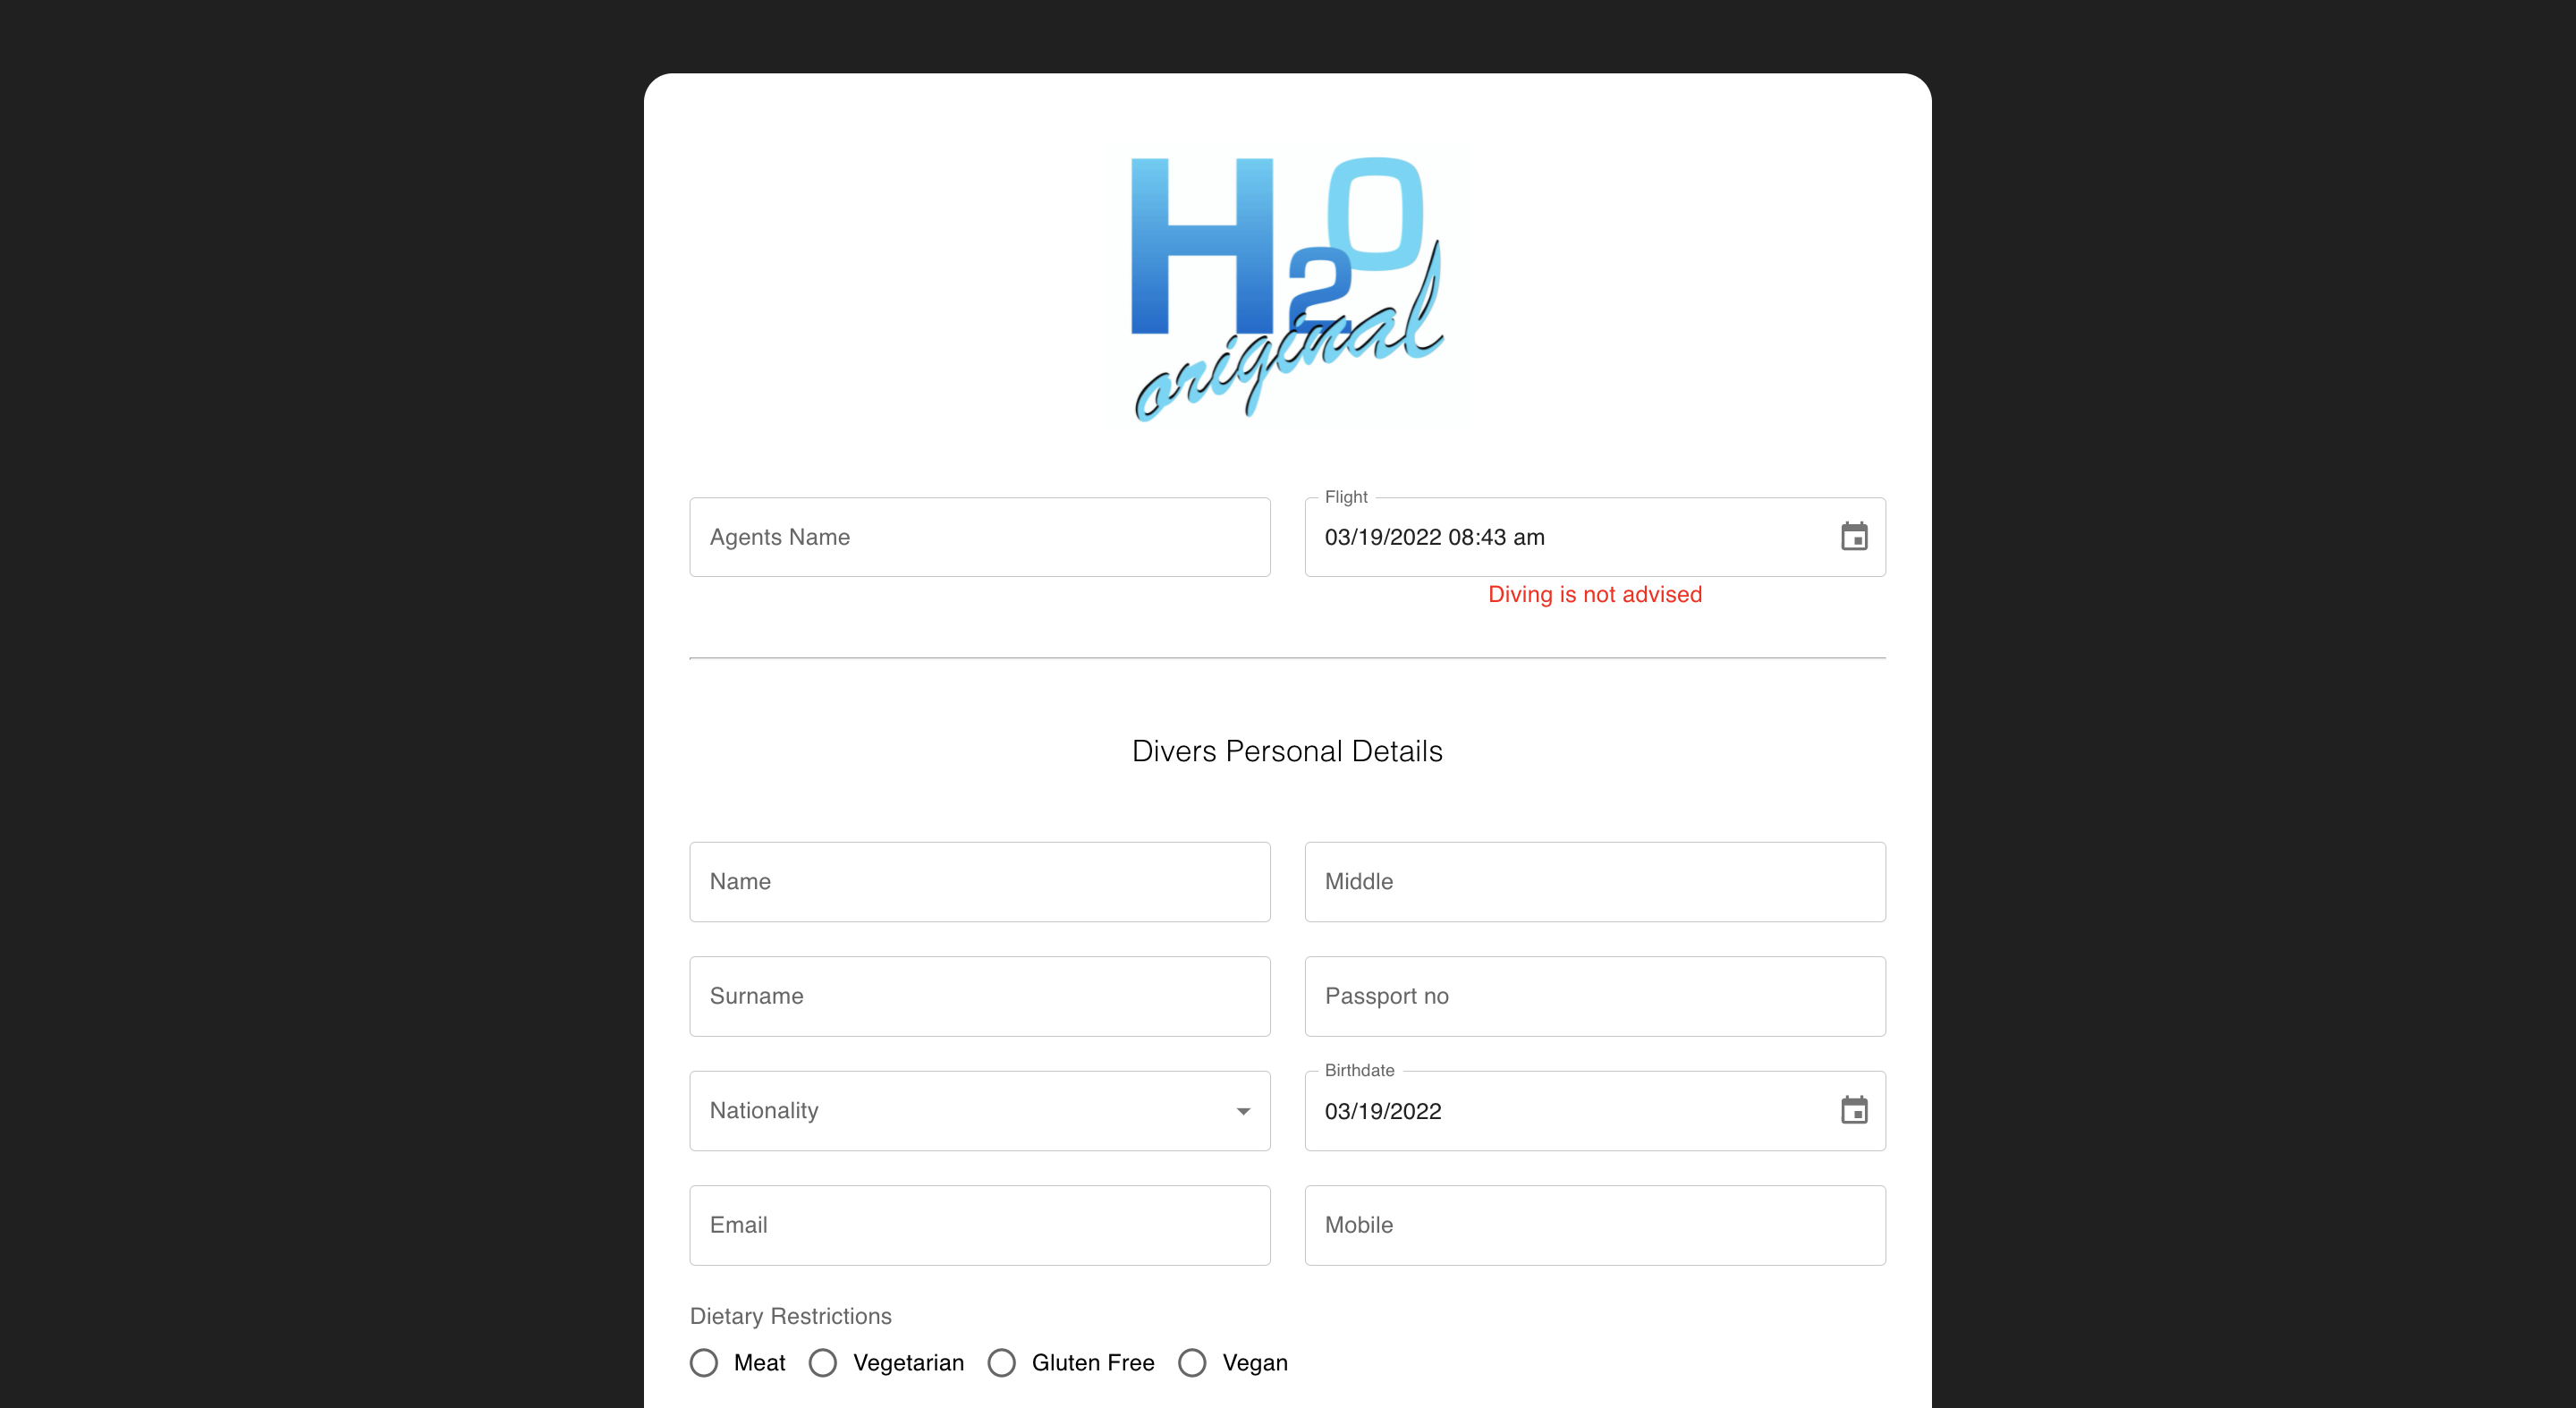 H2O
original
Agents Name
Flight
03/19/2022 08:43 am
Diving is not advised
Divers Personal Details
Name
Middle
Surname
Passport no
Nationality
Birthdate
03/19/2022
Email
Mobile
Dietary Restrictions
Meat Vegetarian Gluten Free Vegan